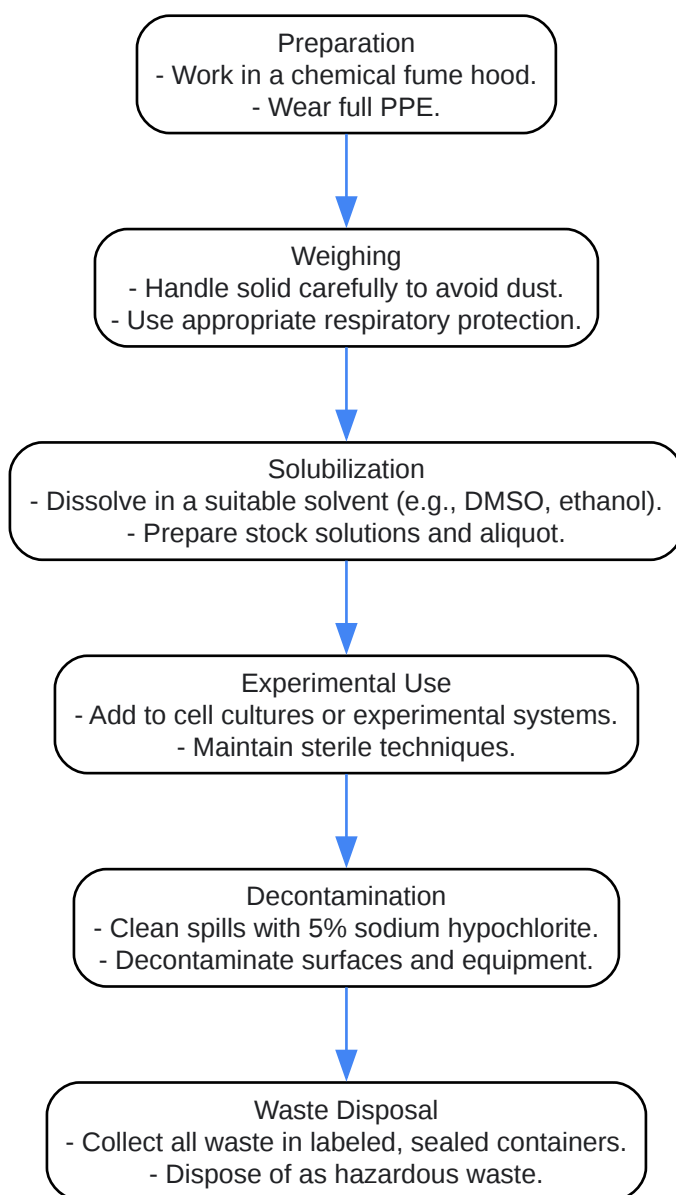 Preparation
- Work in a chemical fume hood.
- Wear full PPE.
Weighing
- Handle solid carefully to avoid dust.
- Use appropriate respiratory protection.
Solubilization
- Dissolve in a suitable solvent (e.g., DMSO, ethanol).
- Prepare stock solutions and aliquot.
Experimental Use
- Add to cell cultures or experimental systems.
- Maintain sterile techniques.
Decontamination
- Clean spills with 5% sodium hypochlorite.
- Decontaminate surfaces and equipment.
Waste Disposal
- Collect all waste in labeled, sealed containers.
- Dispose of as hazardous waste.